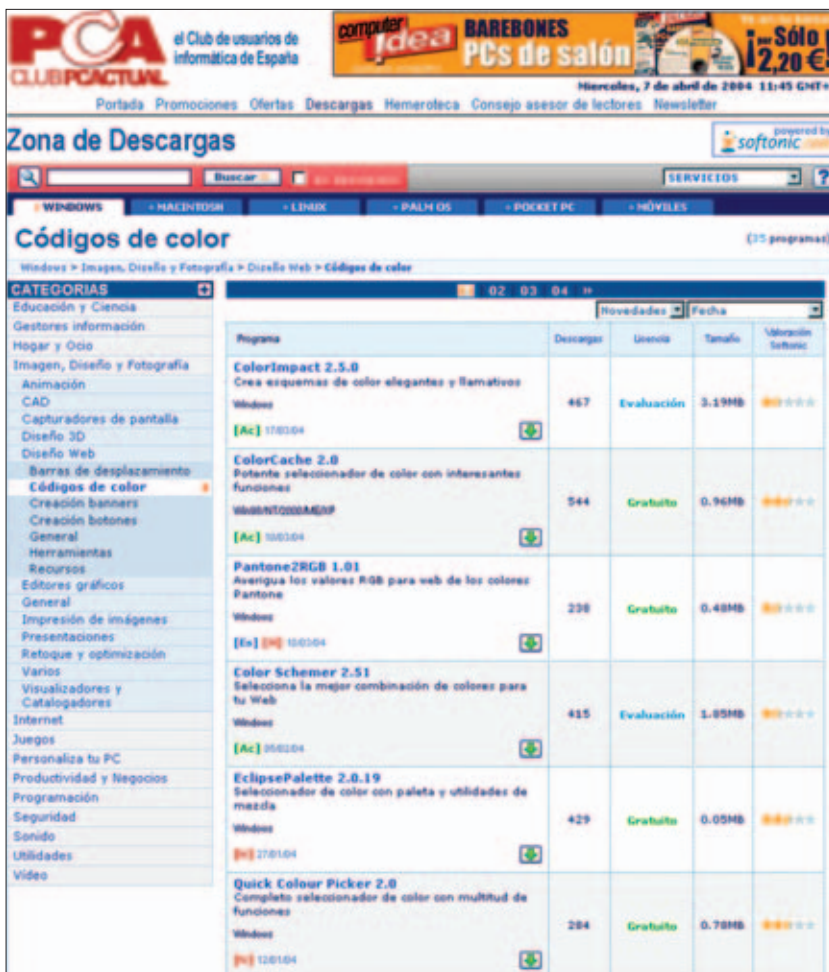 PCA
CLUB PCACTUAL
el Club de usuarios de
informática de España
computer
idea
BAREBONES
PCs de salón
Sólo
2,20 €
Miercoles, 7 de abril de 2004 11:45 GMT+
Portada Promociones Ofertas Descargas Hemeroteca Consejo asesor de lectores Newsletter
Zona de Descargas
powered by
softonic
Buscar
SERVICIOS
?
WINDOWS
MACINTOSH
LINUX
PALM OS
POCKET PC
MÓVILES
Códigos de color
(35 programas)
Windows > Imagen, Diseño y Fotografía > Diseño Web > Códigos de color
CATEGORIAS
Educación y Ciencia
Gestores información
Hogar y Ocio
Imagen, Diseño y Fotografía
Animación
CAD
Capturadores de pantalla
Diseño 3D
Diseño Web
Barras de desplazamiento
Códigos de color
Creación banners
Creación botones
General
Herramientas
Recursos
Editores gráficos
General
Impresión de imágenes
Presentaciones
Retoque y optimización
Varios
Visualizadores y
Catalogadores
Internet
Juegos
Personaliza tu PC
Productividad y Negocios
Programación
Seguridad
Sonido
Utilidades
Vídeo
02 03 04 »
Novedades
Fecha
Programa
Descargas
Licencia
Tamaño
Valoración
Softonic
ColorImpact 2.5.0
Crea esquemas de color elegantes y llamativos
Windows
[Ac] 17/03/04
467
Evaluación
3.19MB
ColorCache 2.0
Potente seleccionador de color con interesantes
funciones
Win98/NT/2000/ME/XP
[Ac] 10/03/04
544
Gratuito
0.96MB
Pantone2RGB 1.01
Averigua los valores RGB para web de los colores
Pantone
Windows
[Es] [N] 10/03/04
238
Gratuito
0.48MB
Color Schemer 2.51
Selecciona la mejor combinación de colores para
tu Web
Windows
[Ac] 05/02/04
415
Evaluación
1.85MB
EclipsePalette 2.0.19
Seleccionador de color con paleta y utilidades de
mezcla
Windows
[N] 27/01/04
429
Gratuito
0.05MB
Quick Colour Picker 2.0
Completo seleccionador de color con multitud de
funciones
Windows
[N] 12/01/04
284
Gratuito
0.78MB